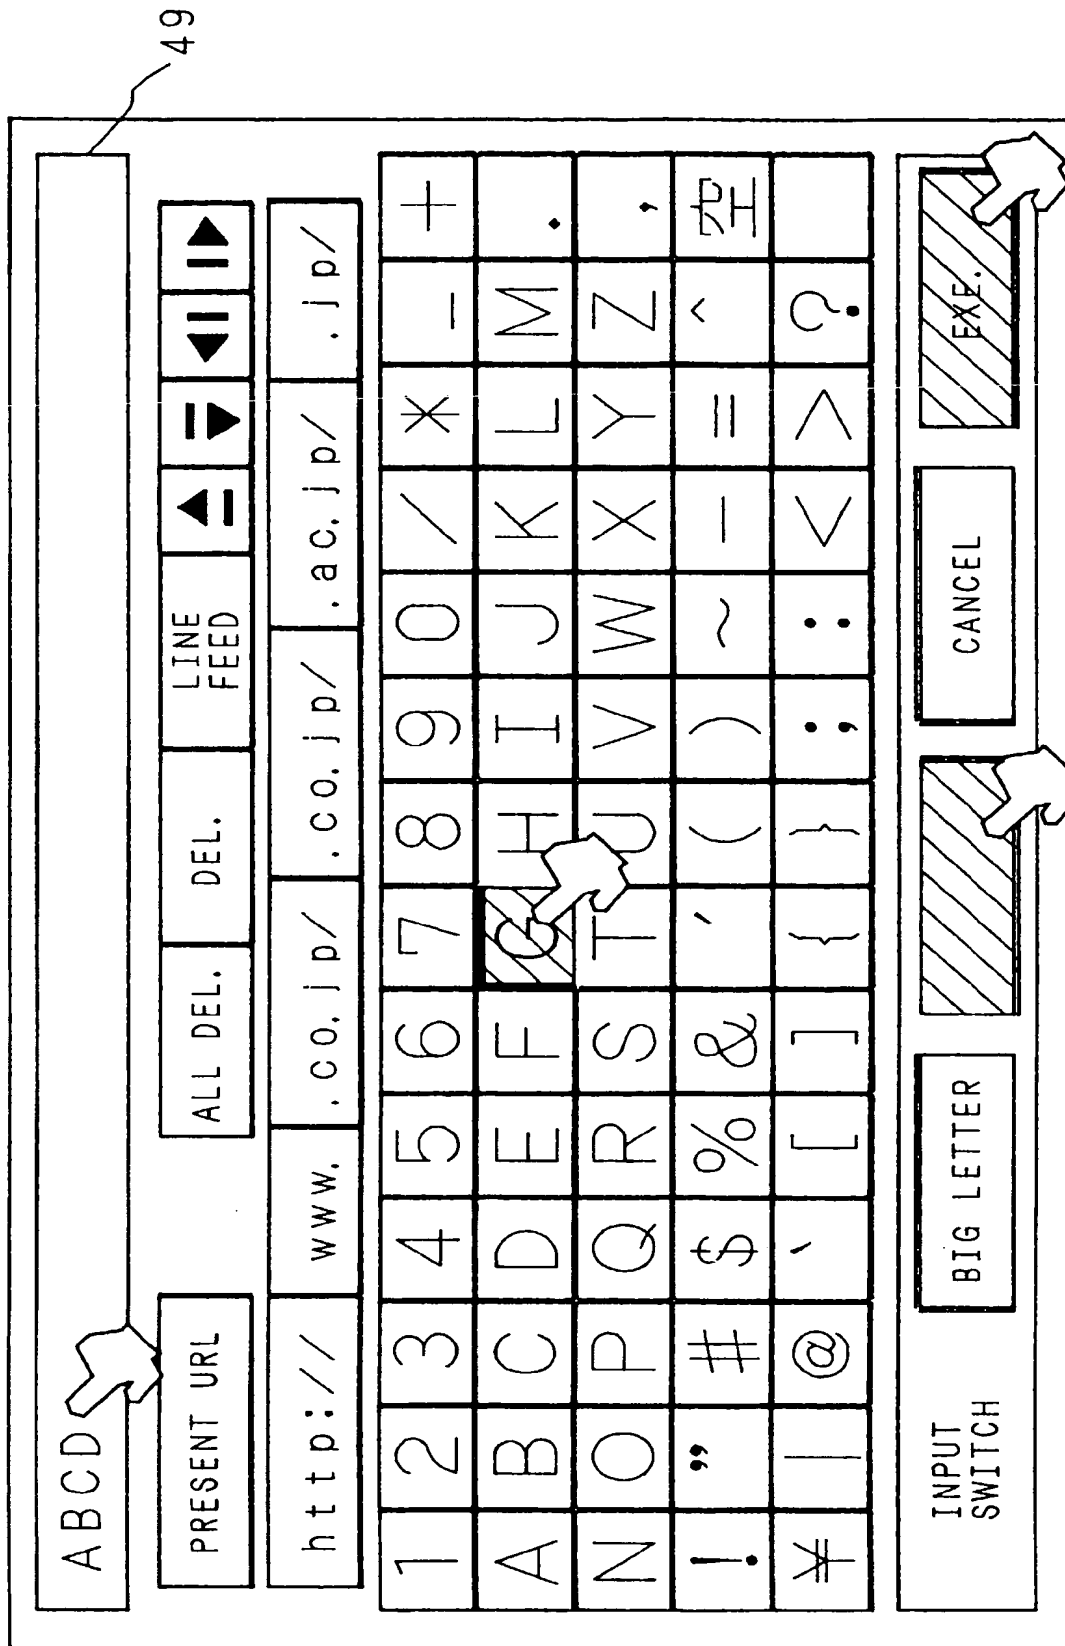 49
ABCD
PRESENT URL ALL DEL. DEL. LINE FEED
http:// www. .co.jp/ .co.jp/ .ac.jp/ .jp/
1 2 3 4 5 6 7 8 9 0 / * - +
A B C D E F G H I J K L M .
N O P Q R S T U V W X Y Z ,
! ” # $ % & ' ( ) ~ — = ^ 空
¥ | @ ` [ ] { } ; : < > ?
INPUT SWITCH BIG LETTER CANCEL EXE.